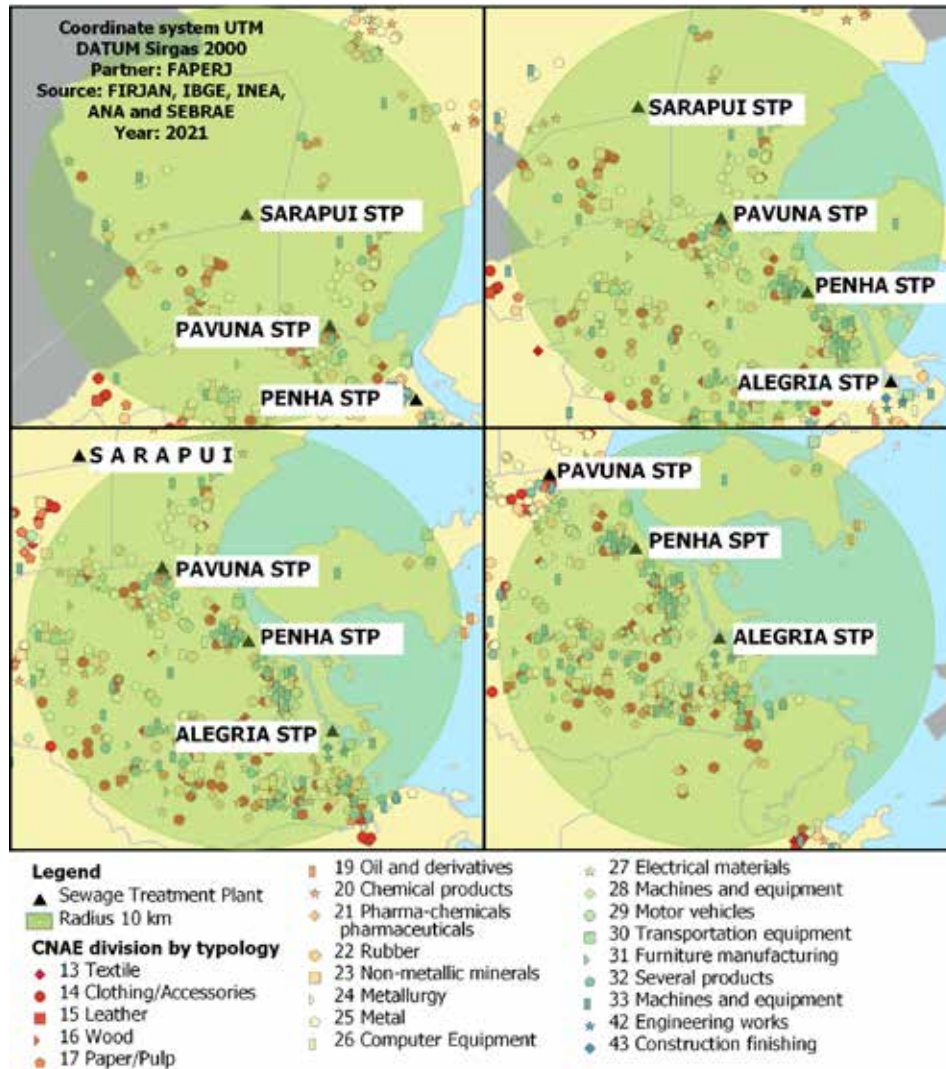 Coordinate system UTM
DATUM Sirgas 2000
Partner: FAPERJ
Source: FIRJAN, IBGE, INEA,
ANA and SEBRAE
Year: 2021
SARAPUI STP
PAVUNA STP
PENHA STP
SARAPUI STP
PAVUNA STP
PENHA STP
ALEGRIA STP
S A R A P U I
PAVUNA STP
PENHA STP
ALEGRIA STP
PAVUNA STP
PENHA SPT
ALEGRIA STP
Legend
Sewage Treatment Plant
Radius 10 km
CNAE division by typology
13 Textile
14 Clothing/Accessories
15 Leather
16 Wood
17 Paper/Pulp
19 Oil and derivatives
20 Chemical products
21 Pharma-chemicals
pharmaceuticals
22 Rubber
23 Non-metallic minerals
24 Metallurgy
25 Metal
26 Computer Equipment
27 Electrical materials
28 Machines and equipment
29 Motor vehicles
30 Transportation equipment
31 Furniture manufacturing
32 Several products
33 Machines and equipment
42 Engineering works
43 Construction finishing